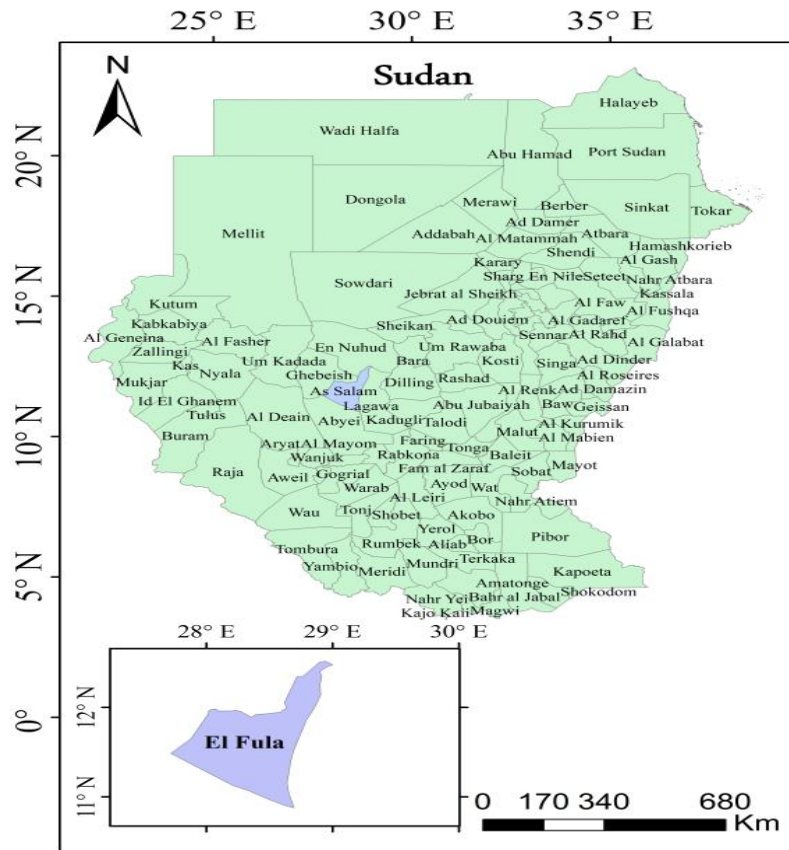 25° E 30° E 35° E
N
Sudan
Halayeb
Wadi Halfa
Abu Hamad
Port Sudan
20° N
Dongola
Merawi
Berber
Sinkat
Tokar
Ad Damer
Mellit
Addabah
Al Matammah
Atbara
Shendi
Hamashkorieb
Karary
Al Gash
Sowdari
Sharg En Nile
Seteet
Nahr Atbara
15° N
Kutum
Jebrat al Sheikh
Al Faw
Kassala
Al Fushqa
Kabkabiya
Sheikan
Ad Douiem
Al Gadaref
Al Geneina
Al Fasher
En Nuhud
Um Rawaba
Sennar
Al Rahd
Al Galabat
Zallingi
Um Kadada
Bara
Kosti
Singa
Ad Dinder
Kas
Nyala
Ghebeish
Mukjar
As Salam
Dilling
Rashad
Al Roseires
Al Renk
Ad Damazin
Id El Ghanem
Lagawa
Abu Jubaiyah
Baw
Geissan
Tulus
Al Deain
Abyei
Kadugli
Talodi
Al Kurumik
10° N
Buram
Malut
Al Mabien
Aryat
Al Mayom
Faring
Tonga
Wanjuk
Rabkona
Baleit
Raja
Fam al Zaraf
Sobat
Mayot
Aweil
Gogrial
Ayod
Wat
Warab
Al Leiri
Nahr Atiem
Wau
Tonj
Shobet
Akobo
Yerol
Pibor
Rumbek
Aliab
Bor
Tombura
Terkaka
Yambio
Meridi
Mundri
Kapoeta
5° N
Amatonge
Shokodom
Nahr Yei
Bahr al Jabal
Kajo Kaii
Magwi
28° E 29° E 30° E
12° N
0°
El Fula
11° N
0 170 340 680
Km